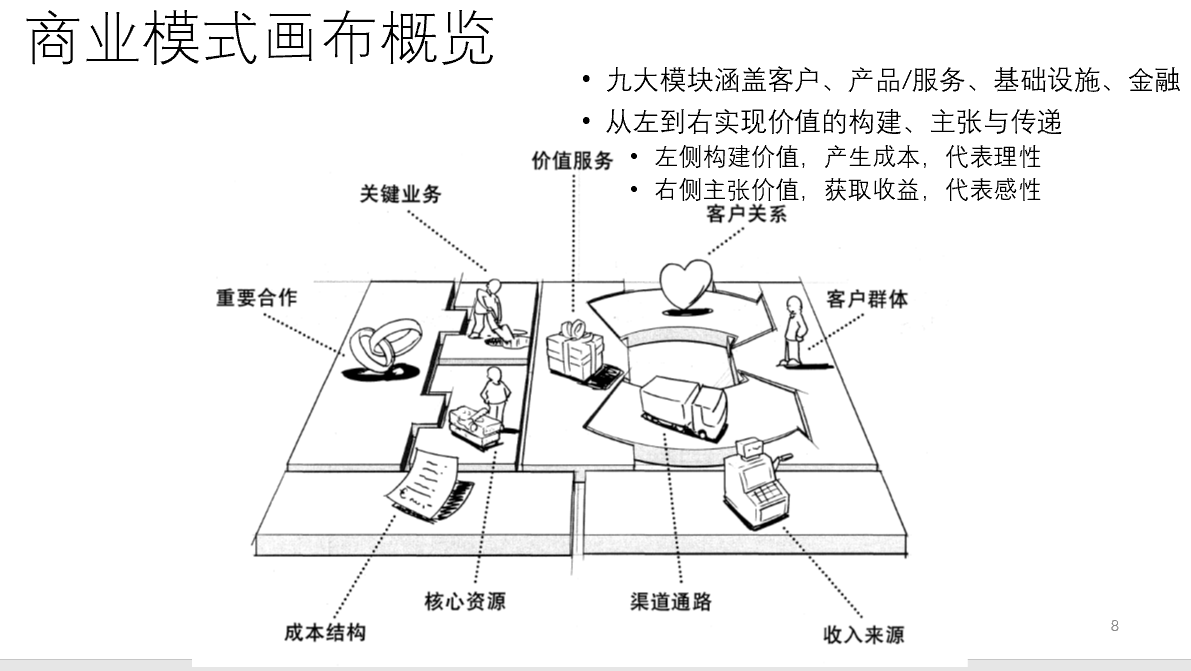 商业模式画布概览
• 九大模块涵盖客户、产品/服务、基础设施、金融
• 从左到右实现价值的构建、主张与传递
• 左侧构建价值，产生成本，代表理性
• 右侧主张价值，获取收益，代表感性
价值服务
关键业务
客户关系
重要合作
客户群体
核心资源
渠道通路
成本结构
收入来源
8